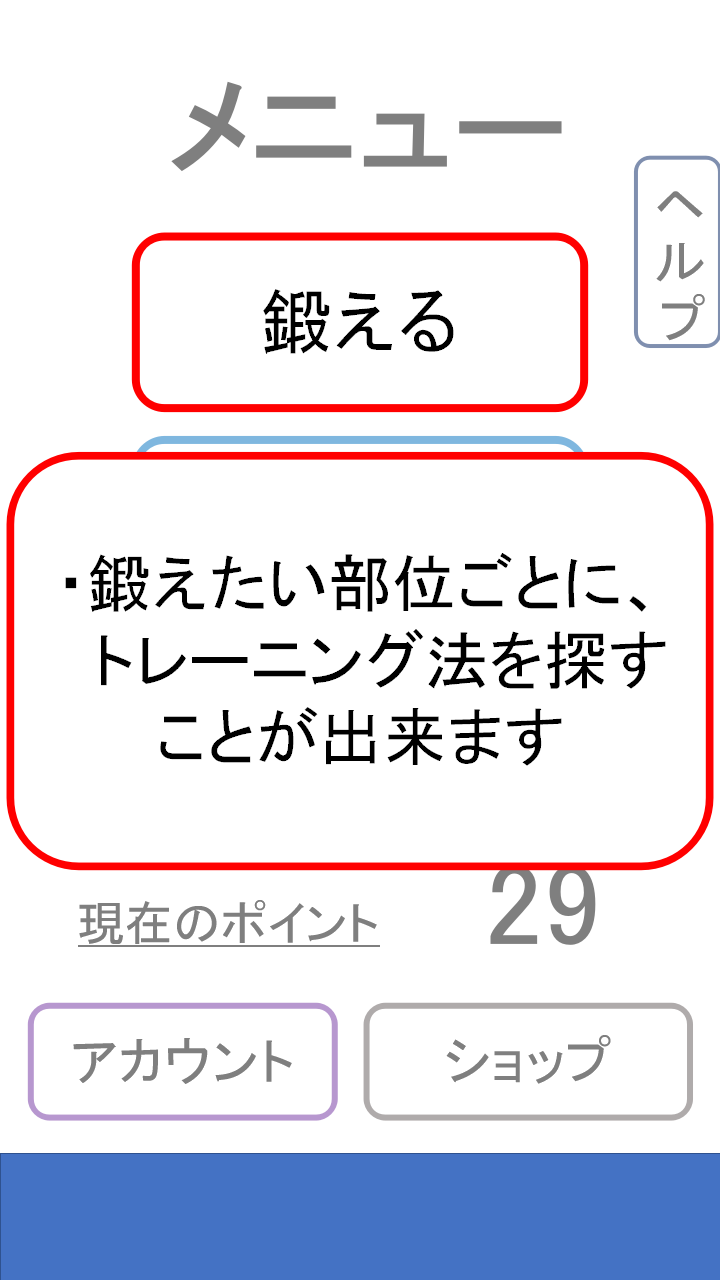 メニュー
ヘルプ
鍛える
・鍛えたい部位ごとに、
トレーニング法を探す
ことが出来ます
現在のポイント 29
アカウント
ショップ